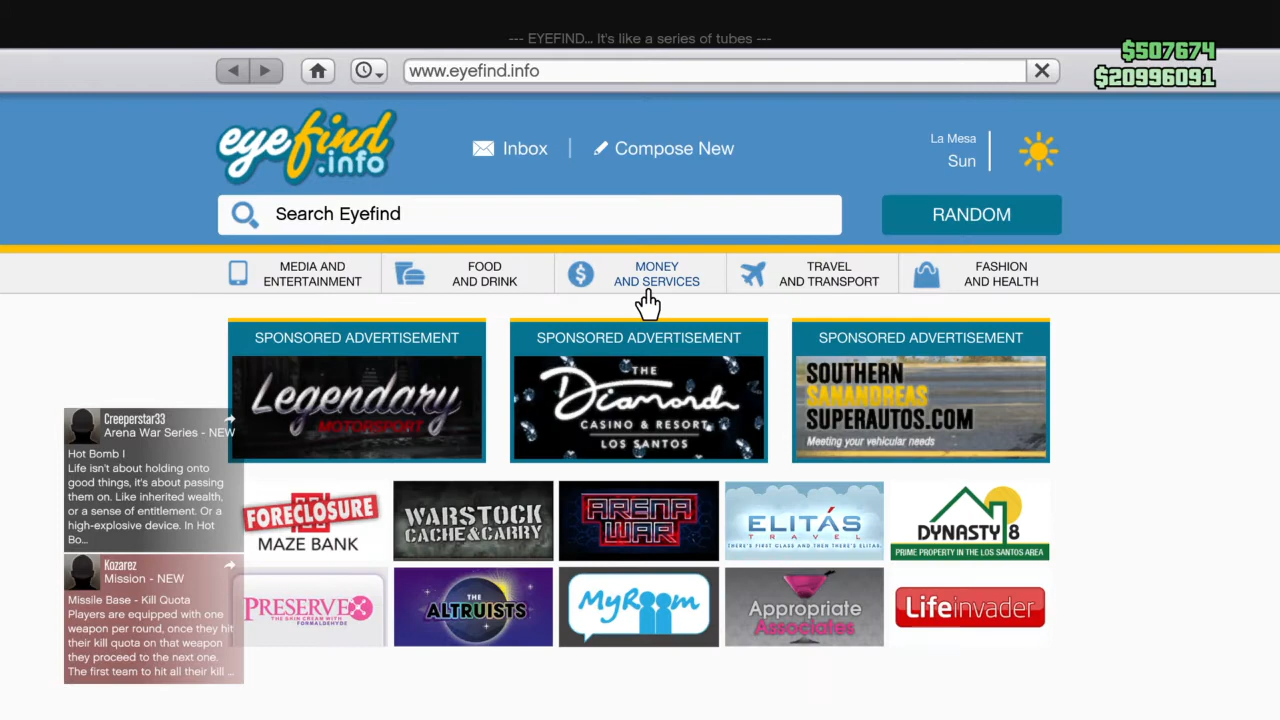 --- EYEFIND... It's like a series of tubes ---
$507674
$20996091
www.eyefind.info
eyefind
.info
Inbox
Compose New
La Mesa
Sun
Search Eyefind
RANDOM
MEDIA AND
ENTERTAINMENT
FOOD
AND DRINK
MONEY
AND SERVICES
TRAVEL
AND TRANSPORT
FASHION
AND HEALTH
SPONSORED ADVERTISEMENT
Legendary
MOTORSPORT
SPONSORED ADVERTISEMENT
THE
Diamond
CASINO & RESORT
LOS SANTOS
SPONSORED ADVERTISEMENT
SOUTHERN
SANANDREAS
SUPERAUTOS.COM
Meeting your vehicular needs
Creeperstar33
Arena War Series - NEW
Hot Bomb I
Life isn't about holding onto
good things, it's about passing
them on. Like inherited wealth,
or a sense of entitlement. Or a
high-explosive device. In Hot
Bo...
Kozarez
Mission - NEW
Missile Base - Kill Quota
Players are equipped with one
weapon per round, once they hit
their kill quota on that weapon
they proceed to the next one.
The first team to hit all their kill ...
FORECLOSURE
MAZE BANK
WARSTOCK
CACHE&CARRY
ARENA
WAR
ELITÁS
TRAVEL
THERE'S FIRST CLASS AND THEN THERE'S ELITÁS.
DYNASTY 8
PRIME PROPERTY IN THE LOS SANTOS AREA
PRESERVEX
THE SKIN CREAM WITH
FORMALDEHYDE
THE
ALTRUISTS
MyRoom
Appropriate
Associates
Lifeinvader